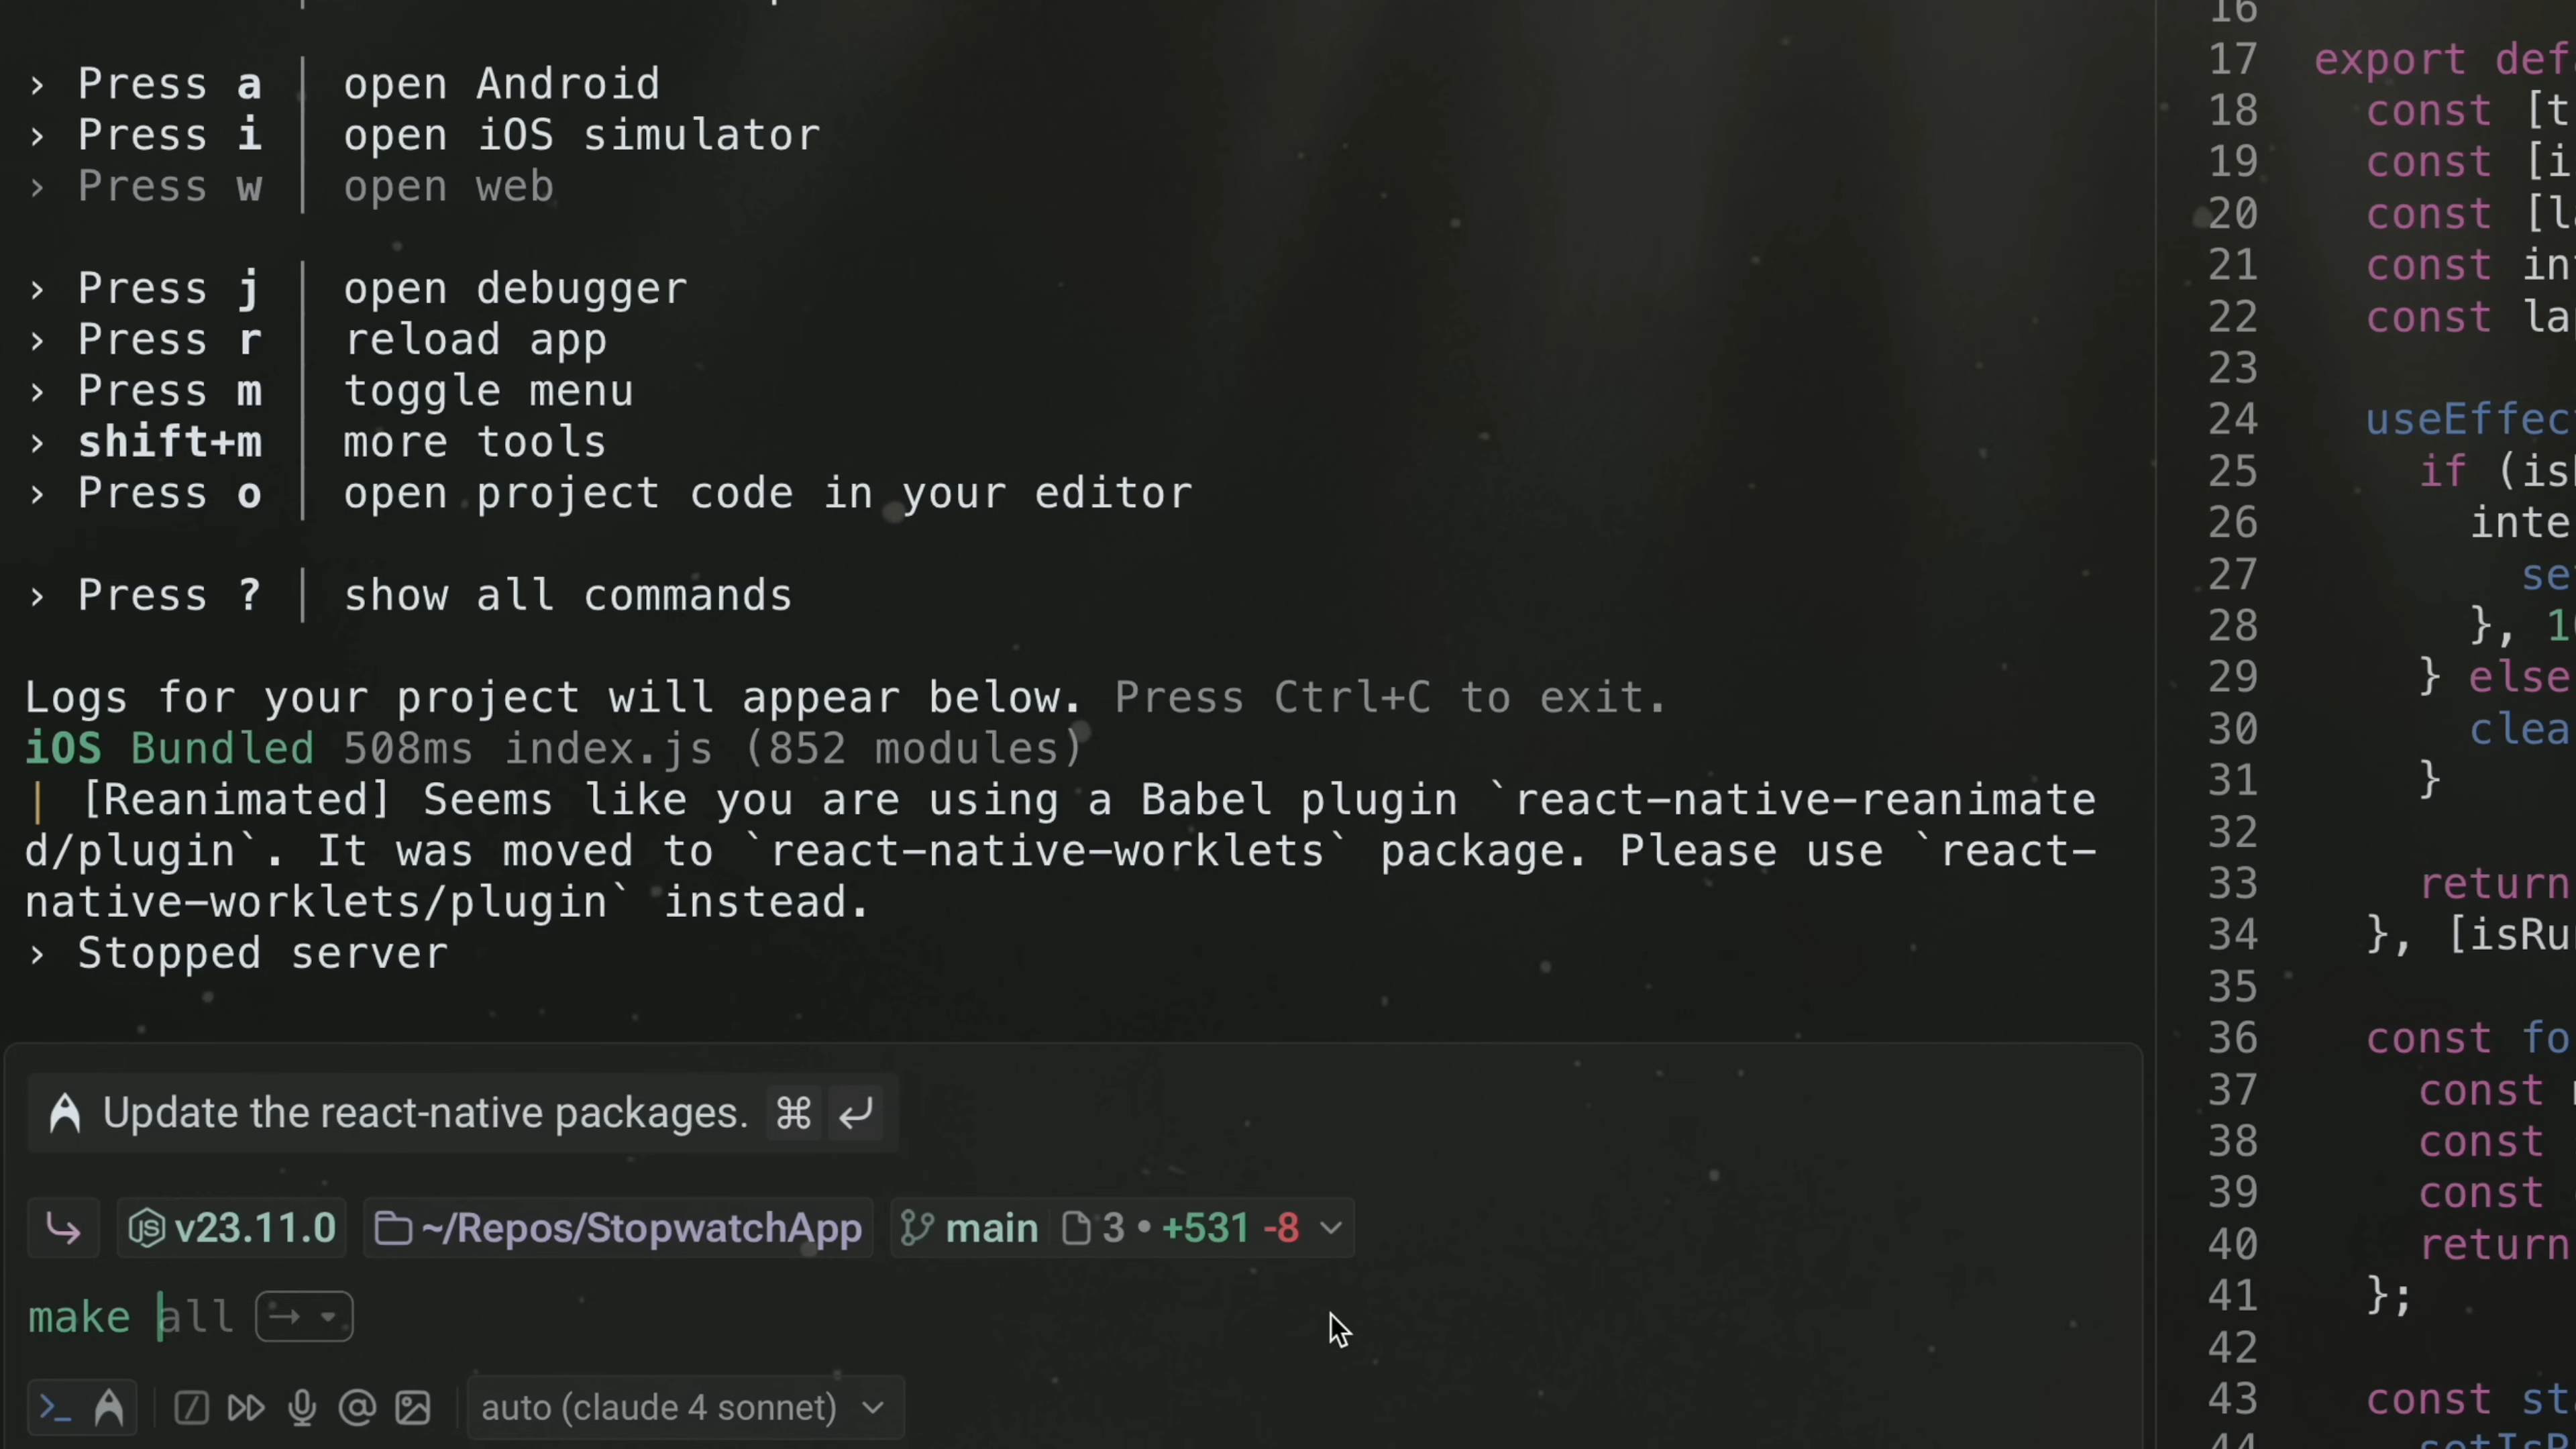 › Press a │ open Android
› Press i │ open iOS simulator
› Press w │ open web
› Press j │ open debugger
› Press r │ reload app
› Press m │ toggle menu
› shift+m │ more tools
› Press o │ open project code in your editor
› Press ? │ show all commands
Logs for your project will appear below. Press Ctrl+C to exit.
iOS Bundled 508ms index.js (852 modules)
| [Reanimated] Seems like you are using a Babel plugin `react-native-reanimate
d/plugin`. It was moved to `react-native-worklets` package. Please use `react-
native-worklets/plugin` instead.
› Stopped server
Update the react-native packages. ⌘ ↵
v23.11.0 ~/Repos/StopwatchApp main 3 • +531 -8
make all
auto (claude 4 sonnet)
16
17 export def
18 const [t
19 const [i
20 const [l
21 const in
22 const la
23
24 useEffec
25 if (is
26 inte
27 se
28 }, 1
29 } else
30 clea
31 }
32
33 return
34 }, [isRu
35
36 const fo
37 const
38 const
39 const
40 return
41 };
42
43 const st
44 setIsR